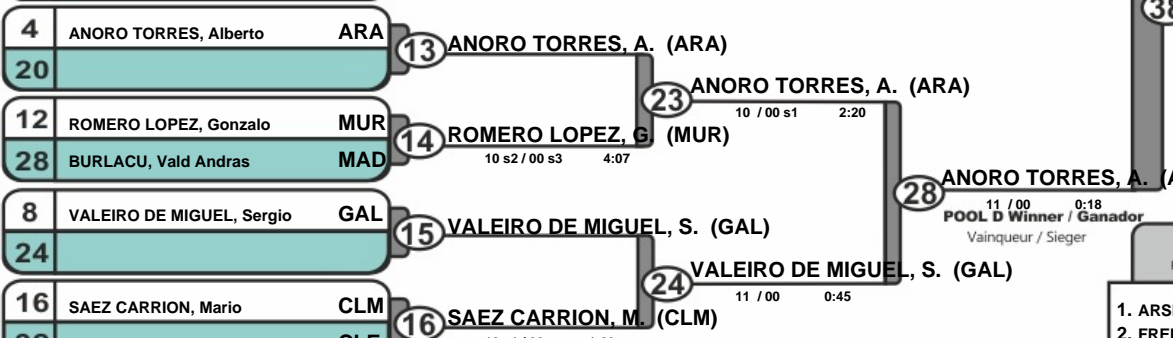 38
4 ANORO TORRES, Alberto ARA
20
13 ANORO TORRES, A. (ARA)
12 ROMERO LOPEZ, Gonzalo MUR
28 BURLACU, Vald Andras MAD
14 ROMERO LOPEZ, G. (MUR)
10 s2 / 00 s3 4:07
23 ANORO TORRES, A. (ARA)
10 / 00 s1 2:20
8 VALEIRO DE MIGUEL, Sergio GAL
24
15 VALEIRO DE MIGUEL, S. (GAL)
16 SAEZ CARRION, Mario CLM
16 SAEZ CARRION, M. (CLM)
24 VALEIRO DE MIGUEL, S. (GAL)
11 / 00 0:45
28 ANORO TORRES, A.
11 / 00 0:18
POOL D Winner / Ganador
Vainqueur / Sieger
1.
2.